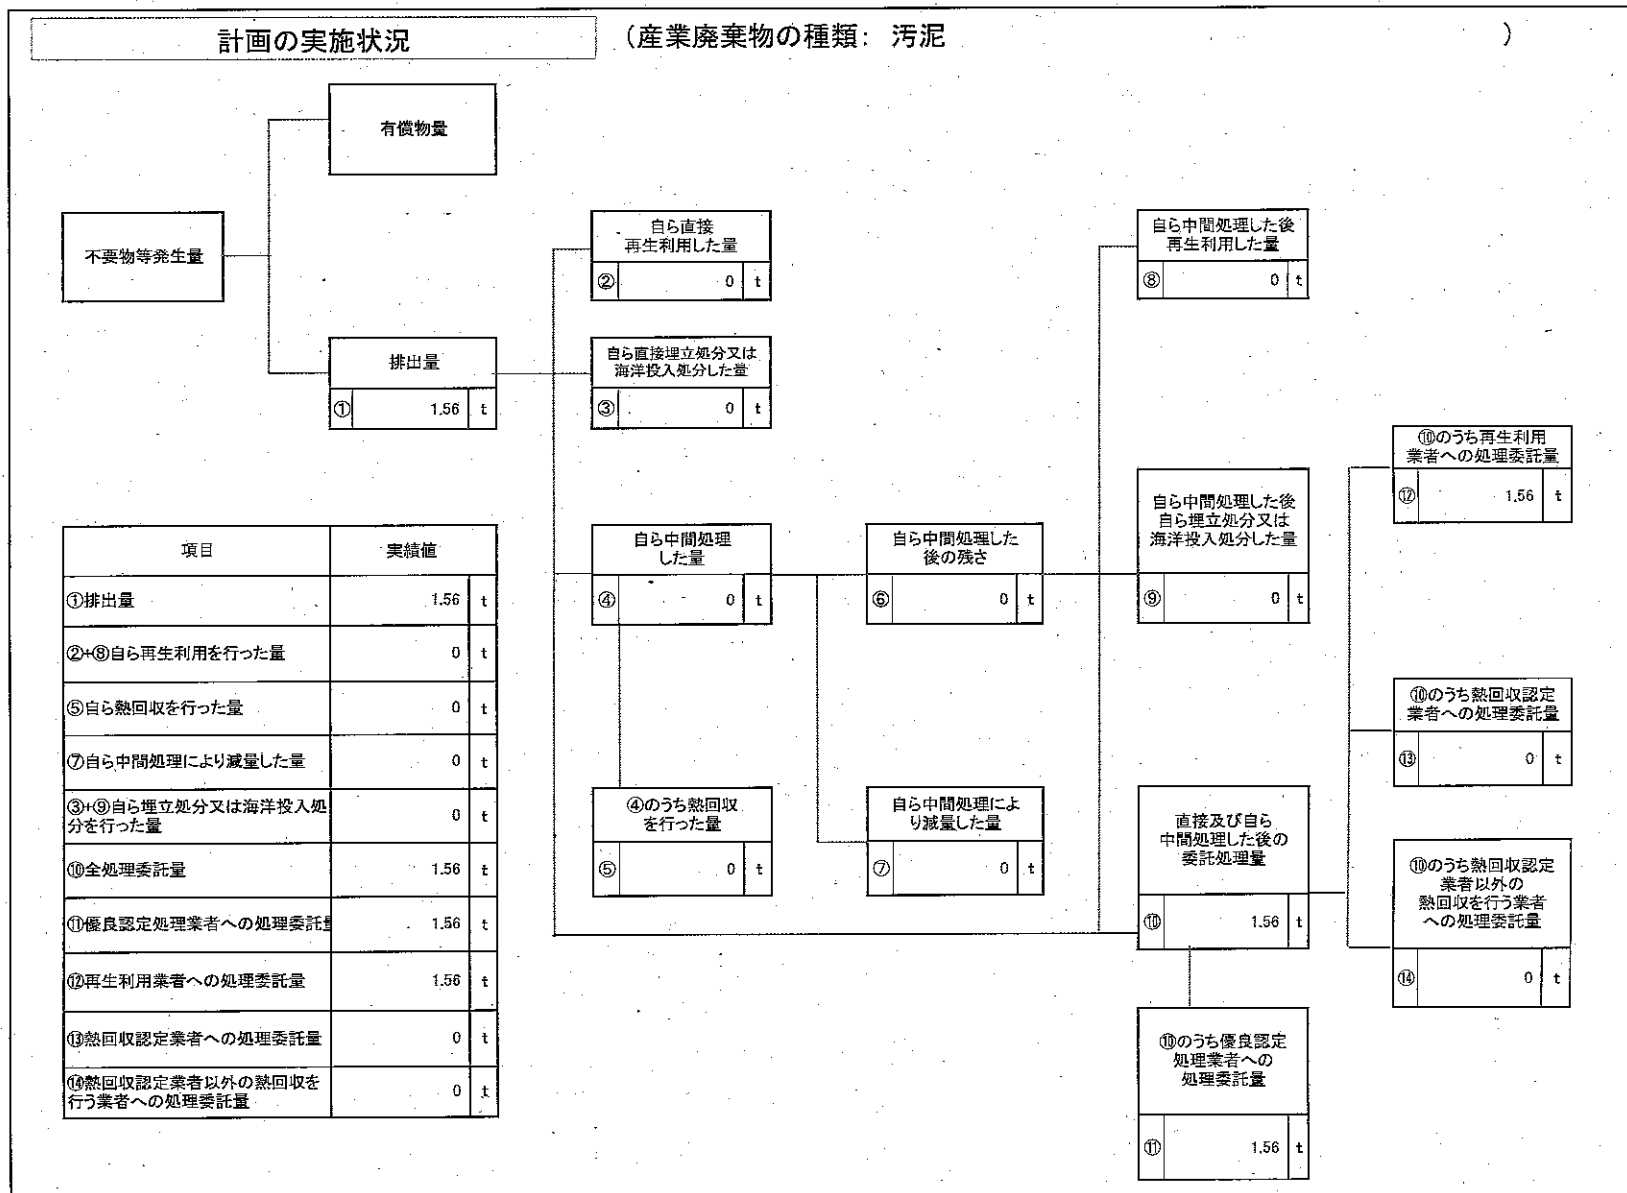 計画の実施状況
(産業廃棄物の種類: 汚泥 )
有償物量
不要物等発生量
排出量
① 1.56 t
自ら直接
再生利用した量
② 0 t
自ら直接埋立処分又は
海洋投入処分した量
③ 0 t
自ら中間処理
した量
④ 0 t
④のうち熱回収
を行った量
⑤ 0 t
自ら中間処理した
後の残さ
⑥ 0 t
自ら中間処理によ
り減量した量
⑦ 0 t
自ら中間処理した後
再生利用した量
⑧ 0 t
自ら中間処理した後
自ら埋立処分又は
海洋投入処分した量
⑨ 0 t
直接及び自ら
中間処理した後の
委託処理量
⑩ 1.56 t
⑩のうち優良認定
処理業者への
処理委託量
⑪ 1.56 t
⑩のうち再生利用
業者への処理委託量
⑫ 1.56 t
⑩のうち熱回収認定
業者への処理委託量
⑬ 0 t
⑩のうち熱回収認定
業者以外の
熱回収を行う業者
への処理委託量
⑭ 0 t
項目 実績値
①排出量 1.56 t
②+⑧自ら再生利用を行った量 0 t
⑤自ら熱回収を行った量 0 t
⑦自ら中間処理により減量した量 0 t
③+⑨自ら埋立処分又は海洋投入処
分を行った量 0 t
⑩全処理委託量 1.56 t
⑪優良認定処理業者への処理委託量 1.56 t
⑫再生利用業者への処理委託量 1.56 t
⑬熱回収認定業者への処理委託量 0 t
⑭熱回収認定業者以外の熱回収を
行う業者への処理委託量 0 t